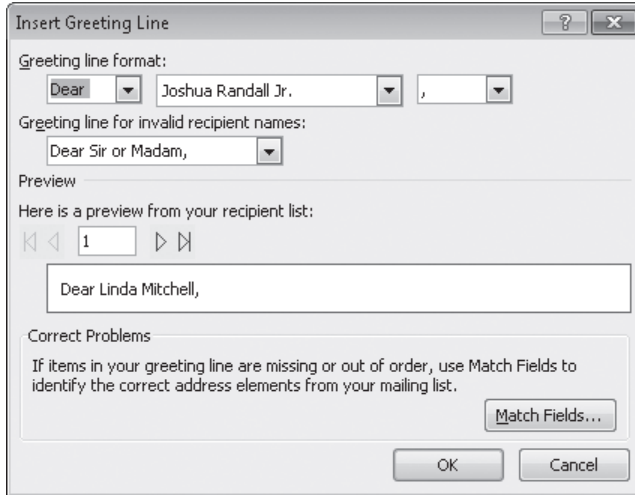 Insert Greeting Line
Greeting line format:
Dear Joshua Randall Jr. ,
Greeting line for invalid recipient names:
Dear Sir or Madam,
Preview
Here is a preview from your recipient list:
1
Dear Linda Mitchell,
Correct Problems
If items in your greeting line are missing or out of order, use Match Fields to
identify the correct address elements from your mailing list.
Match Fields...
OK Cancel